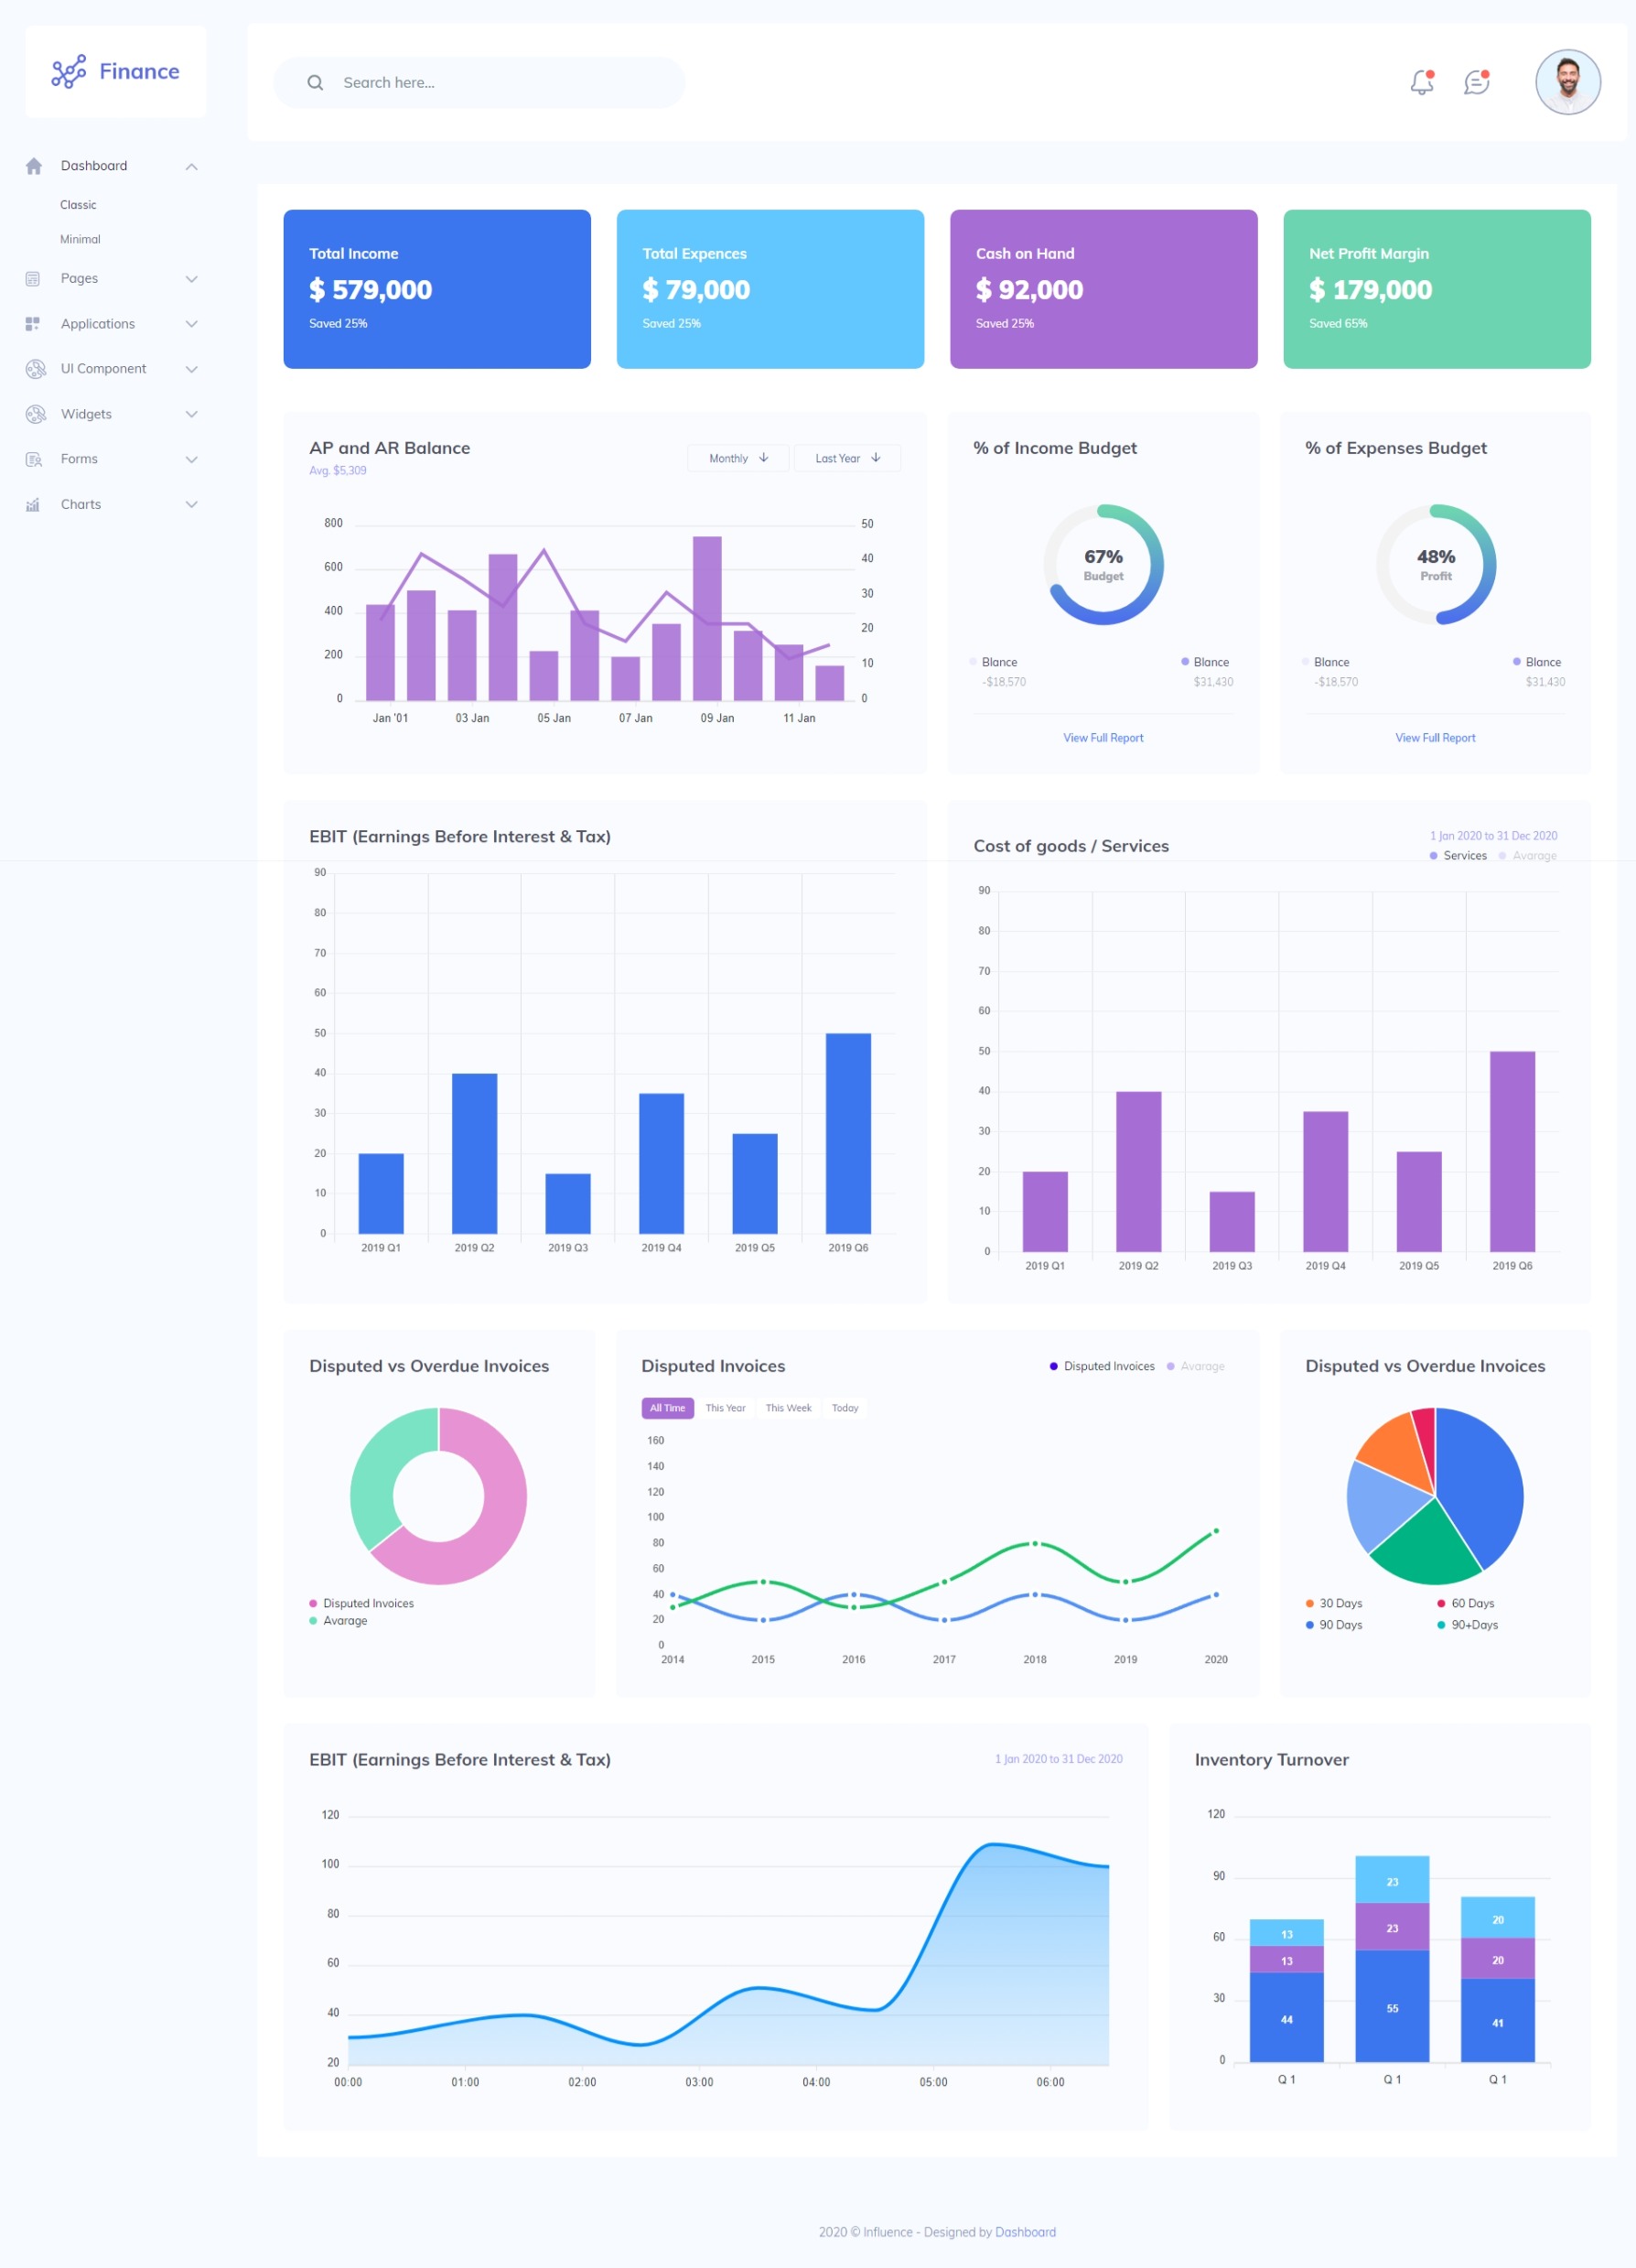 Finance
Search here...
Dashboard
Classic
Minimal
Pages
Applications
UI Component
Widgets
Forms
Charts
Total Income
$ 579,000
Saved 25%
Total Expences
$ 79,000
Saved 25%
Cash on Hand
$ 92,000
Saved 25%
Net Profit Margin
$ 179,000
Saved 65%
AP and AR Balance
Avg. $5,309
Monthly
Last Year
800
600
400
200
0
50
40
30
20
10
0
Jan '01 03 Jan 05 Jan 07 Jan 09 Jan 11 Jan
% of Income Budget
67%
Budget
Blance Blance
-$18,570 $31,430
View Full Report
% of Expenses Budget
48%
Profit
Blance Blance
-$18,570 $31,430
View Full Report
EBIT (Earnings Before Interest & Tax)
90
80
70
60
50
40
30
20
10
0
2019 Q1 2019 Q2 2019 Q3 2019 Q4 2019 Q5 2019 Q6
Cost of goods / Services
1 Jan 2020 to 31 Dec 2020
Services Avarage
90
80
70
60
50
40
30
20
10
0
2019 Q1 2019 Q2 2019 Q3 2019 Q4 2019 Q5 2019 Q6
Disputed vs Overdue Invoices
Disputed Invoices
Avarage
Disputed Invoices
Disputed Invoices Avarage
All Time This Year This Week Today
160
140
120
100
80
60
40
20
0
2014 2015 2016 2017 2018 2019 2020
Disputed vs Overdue Invoices
30 Days 60 Days
90 Days 90+Days
EBIT (Earnings Before Interest & Tax)
1 Jan 2020 to 31 Dec 2020
120
100
80
60
40
20
00:00 01:00 02:00 03:00 04:00 05:00 06:00
Inventory Turnover
120
90
60
30
0
13
13
44
23
23
55
20
20
41
Q 1 Q 1 Q 1
2020 © Influence - Designed by Dashboard